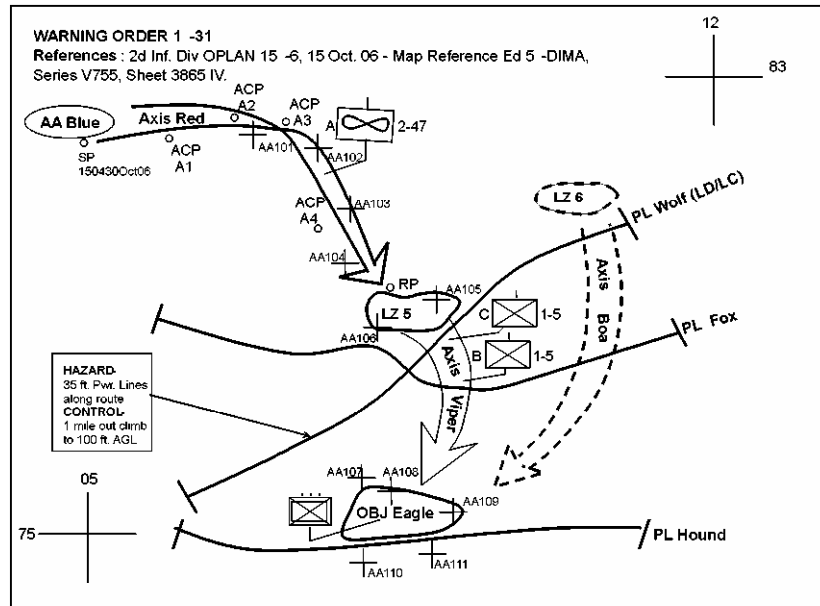 WARNING ORDER 1 -31
References : 2d Inf. Div OPLAN 15 -6, 15 Oct. 06 - Map Reference Ed 5 -DIMA,
Series V755, Sheet 3865 IV.
12
83
AA Blue
Axis Red
ACP
A2
ACP
A3
A
2-47
SP
150430Oct06
ACP
A1
AA101
AA102
ACP
A4
AA103
AA104
LZ 6
PL Wolf (LD/LC)
RP
AA105
LZ 5
AA106
C
1-5
B
1-5
Axis
Viper
Axis
Boa
PL Fox
HAZARD-
35 ft. Pwr. Lines
along route
CONTROL-
1 mile out climb
to 100 ft. AGL
AA107
AA108
OBJ Eagle
AA109
05
75
PL Hound
AA110
AA111